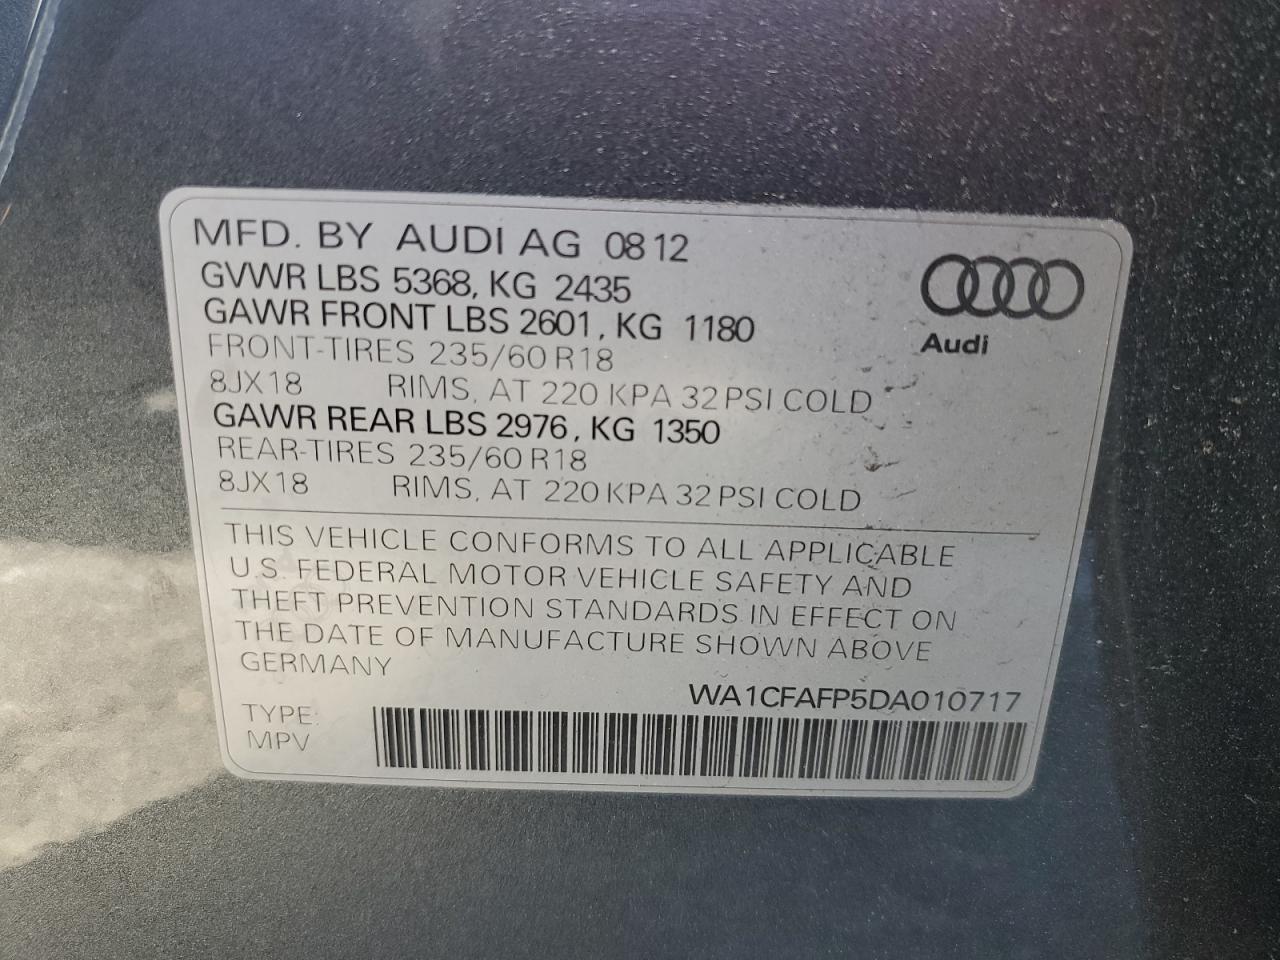 MFD. BY AUDI AG 08 12
GVWR LBS 5368, KG 2435
GAWR FRONT LBS 2601, KG 1180
FRONT-TIRES 235/60 R18
8JX18 RIMS, AT 220 KPA 32 PSI COLD
GAWR REAR LBS 2976, KG 1350
REAR-TIRES 235/60 R18
8JX18 RIMS, AT 220 KPA 32 PSI COLD
Audi
THIS VEHICLE CONFORMS TO ALL APPLICABLE
U.S. FEDERAL MOTOR VEHICLE SAFETY AND
THEFT PREVENTION STANDARDS IN EFFECT ON
THE DATE OF MANUFACTURE SHOWN ABOVE
GERMANY
WA1CFAFP5DA010717
TYPE:
MPV